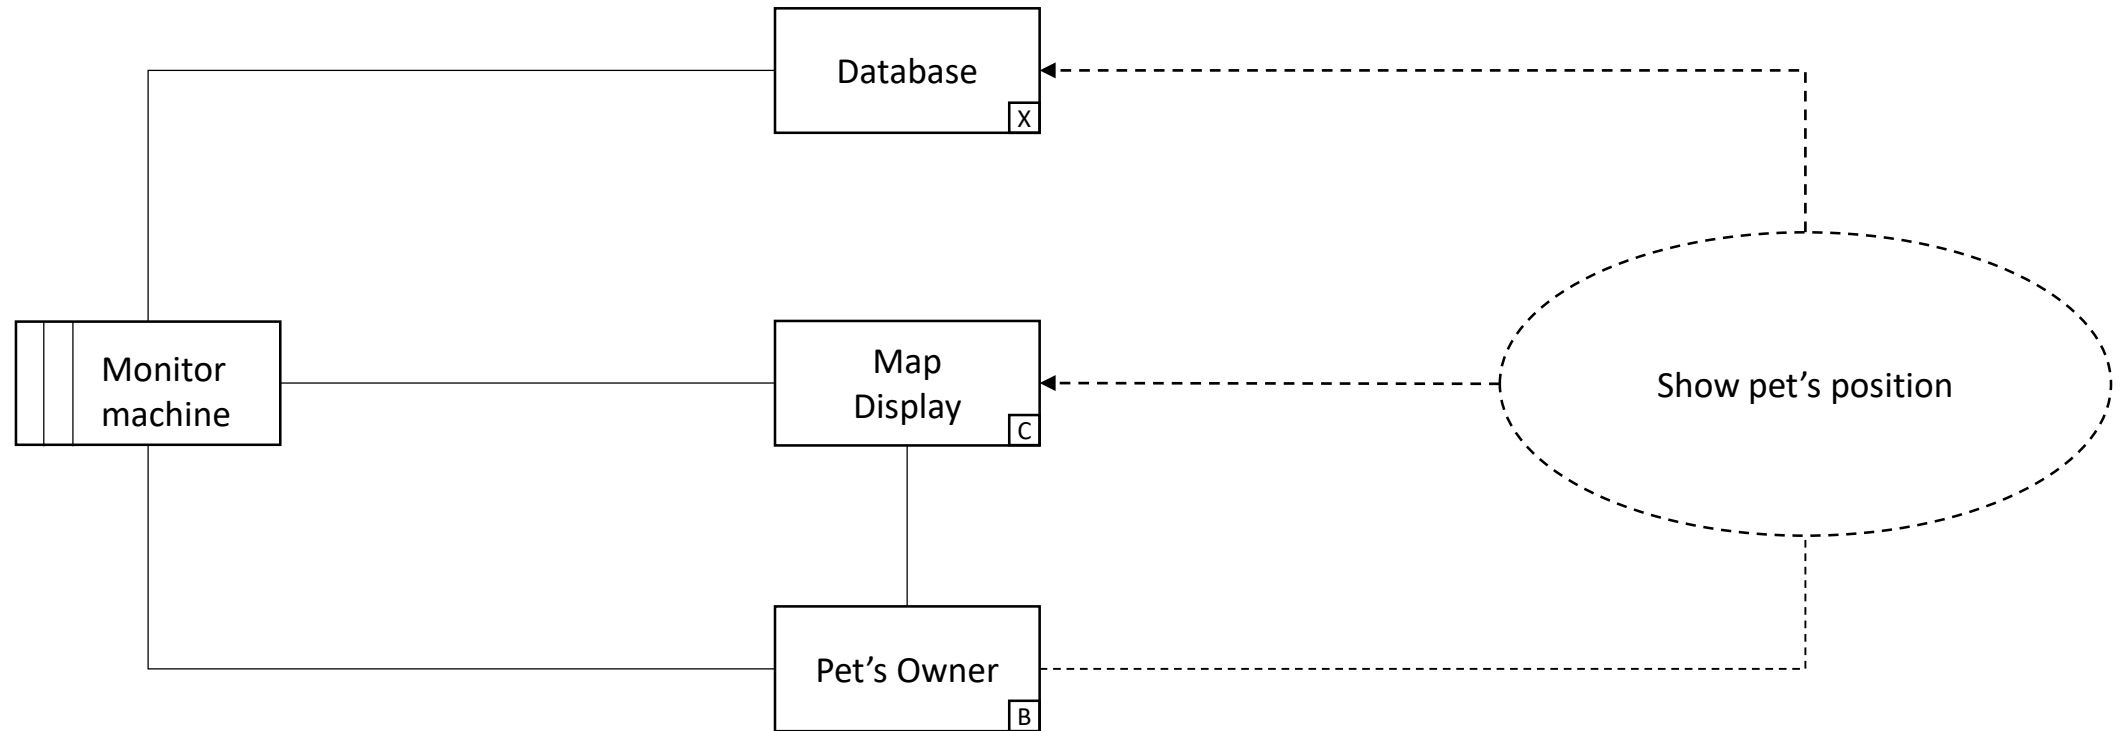 Database
X
Monitor
machine
Map
Display
C
Show pet’s position
Pet’s Owner
B